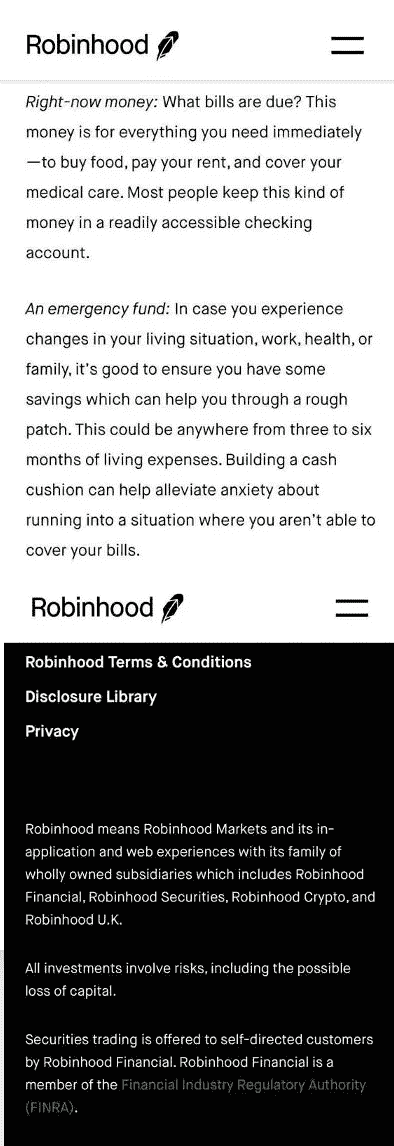 Robinhood
Right-now money: What bills are due? This
money is for everything you need immediately
—to buy food, pay your rent, and cover your
medical care. Most people keep this kind of
money in a readily accessible checking
account.
An emergency fund: In case you experience
changes in your living situation, work, health, or
family, it's good to ensure you have some
savings which can help you through a rough
patch. This could be anywhere from three to six
months of living expenses. Building a cash
cushion can help alleviate anxiety about
running into a situation where you aren't able to
cover your bills.
Robinhood
Robinhood Terms & Conditions
Disclosure Library
Privacy
Robinhood means Robinhood Markets and its in-
application and web experiences with its family of
wholly owned subsidiaries which includes Robinhood
Financial, Robinhood Securities, Robinhood Crypto, and
Robinhood U.K.
All investments involve risks, including the possible
loss of capital.
Securities trading is offered to self-directed customers
by Robinhood Financial. Robinhood Financial is a
member of the Financial Industry Regulatory Authority
(FINRA).